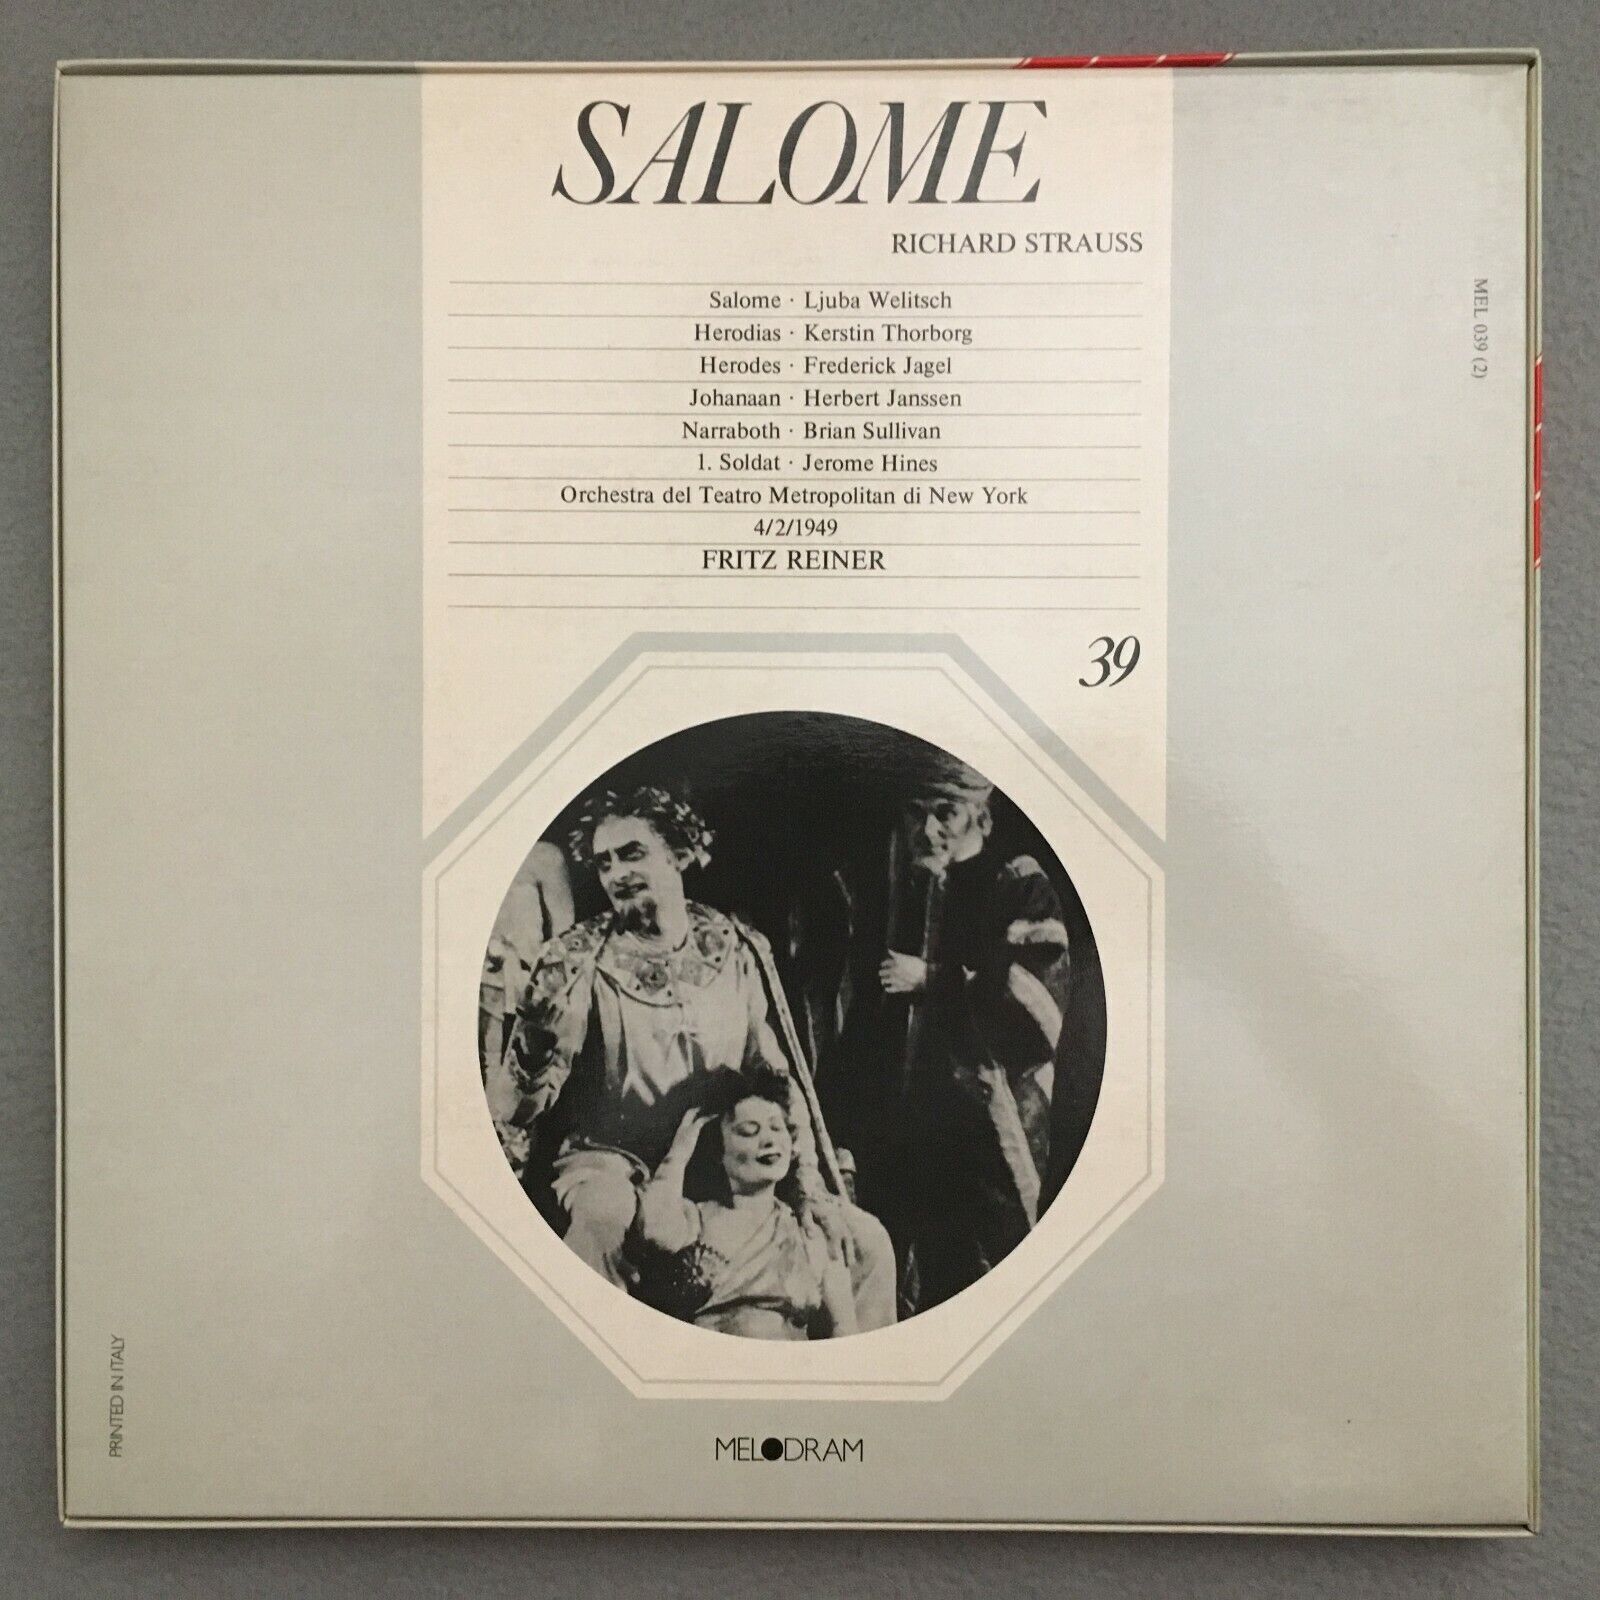 SALOME
RICHARD STRAUSS
Salome · Ljuba Welitsch
Herodias · Kerstin Thorborg
Herodes · Frederick Jagel
Johanaan · Herbert Janssen
Narraboth · Brian Sullivan
1. Soldat · Jerome Hines
Orchestra del Teatro Metropolitan di New York
4/2/1949
FRITZ REINER
39
MEL 039 (2)
PRINTED IN ITALY
MELODRAM